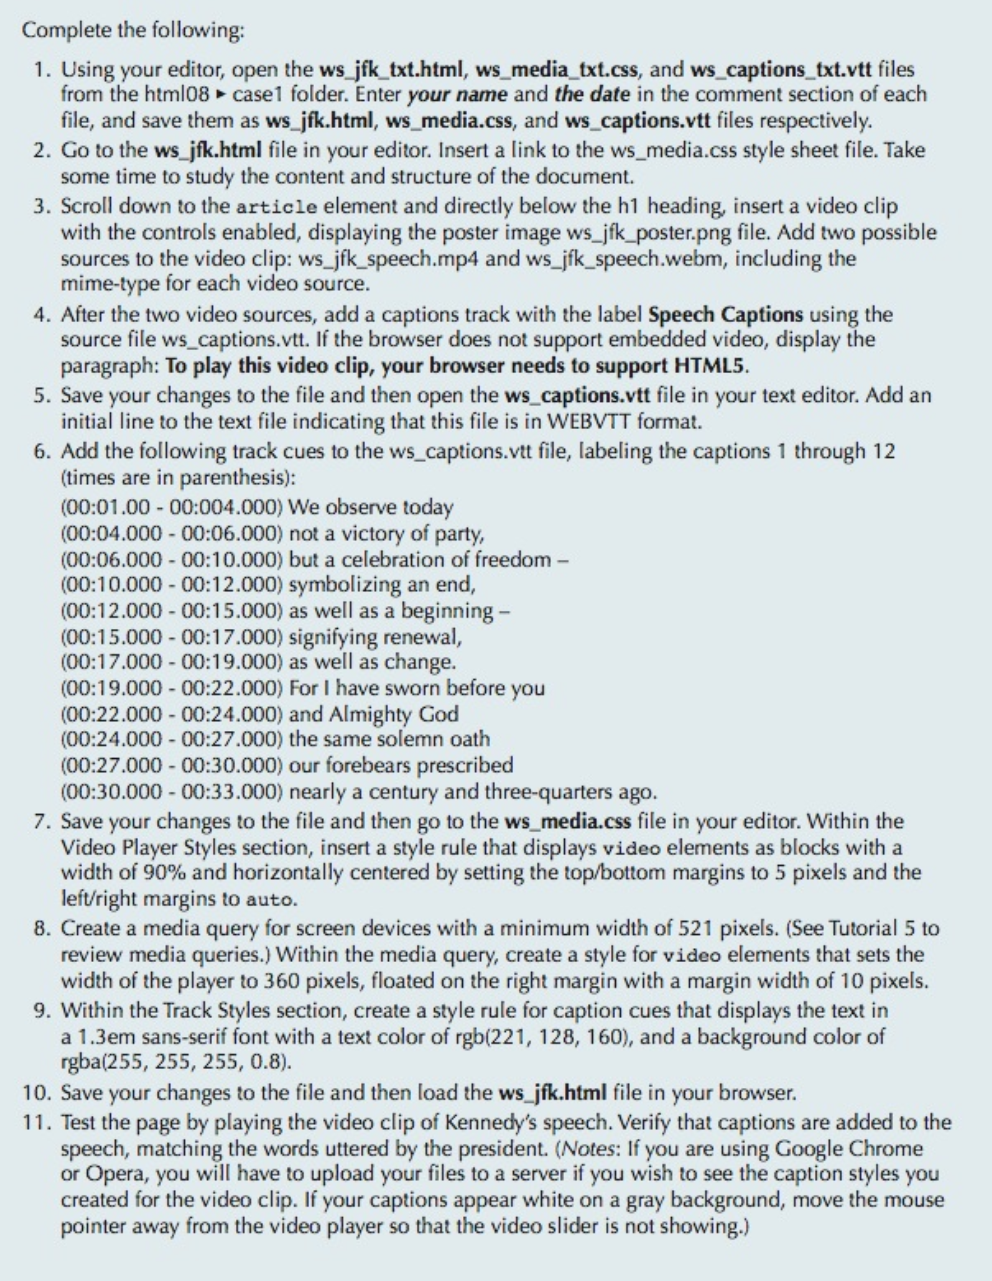 Complete the following:
1. Using your editor, open the ws_jfk_txt.html, ws_media_txt.css, and ws_captions_txt.vtt files
from the html08 ▸ case1 folder. Enter your name and the date in the comment section of each
file, and save them as ws_jfk.html, ws_media.css, and ws_captions.vtt files respectively.
2. Go to the ws_jfk.html file in your editor. Insert a link to the ws_media.css style sheet file. Take
some time to study the content and structure of the document.
3. Scroll down to the article element and directly below the h1 heading, insert a video clip
with the controls enabled, displaying the poster image ws_jfk_poster.png file. Add two possible
sources to the video clip: ws_jfk_speech.mp4 and ws_jfk_speech.webm, including the
mime-type for each video source.
4. After the two video sources, add a captions track with the label Speech Captions using the
source file ws_captions.vtt. If the browser does not support embedded video, display the
paragraph: To play this video clip, your browser needs to support HTML5.
5. Save your changes to the file and then open the ws_captions.vtt file in your text editor. Add an
initial line to the text file indicating that this file is in WEBVTT format.
6. Add the following track cues to the ws_captions.vtt file, labeling the captions 1 through 12
(times are in parenthesis):
(00:01.00 - 00:004.000) We observe today
(00:04.000 - 00:06.000) not a victory of party,
(00:06.000 - 00:10.000) but a celebration of freedom –
(00:10.000 - 00:12.000) symbolizing an end,
(00:12.000 - 00:15.000) as well as a beginning –
(00:15.000 - 00:17.000) signifying renewal,
(00:17.000 - 00:19.000) as well as change.
(00:19.000 - 00:22.000) For I have sworn before you
(00:22.000 - 00:24.000) and Almighty God
(00:24.000 - 00:27.000) the same solemn oath
(00:27.000 - 00:30.000) our forebears prescribed
(00:30.000 - 00:33.000) nearly a century and three-quarters ago.
7. Save your changes to the file and then go to the ws_media.css file in your editor. Within the
Video Player Styles section, insert a style rule that displays video elements as blocks with a
width of 90% and horizontally centered by setting the top/bottom margins to 5 pixels and the
left/right margins to auto.
8. Create a media query for screen devices with a minimum width of 521 pixels. (See Tutorial 5 to
review media queries.) Within the media query, create a style for video elements that sets the
width of the player to 360 pixels, floated on the right margin with a margin width of 10 pixels.
9. Within the Track Styles section, create a style rule for caption cues that displays the text in
a 1.3em sans-serif font with a text color of rgb(221, 128, 160), and a background color of
rgba(255, 255, 255, 0.8).
10. Save your changes to the file and then load the ws_jfk.html file in your browser.
11. Test the page by playing the video clip of Kennedy's speech. Verify that captions are added to the
speech, matching the words uttered by the president. (Notes: If you are using Google Chrome
or Opera, you will have to upload your files to a server if you wish to see the caption styles you
created for the video clip. If your captions appear white on a gray background, move the mouse
pointer away from the video player so that the video slider is not showing.)